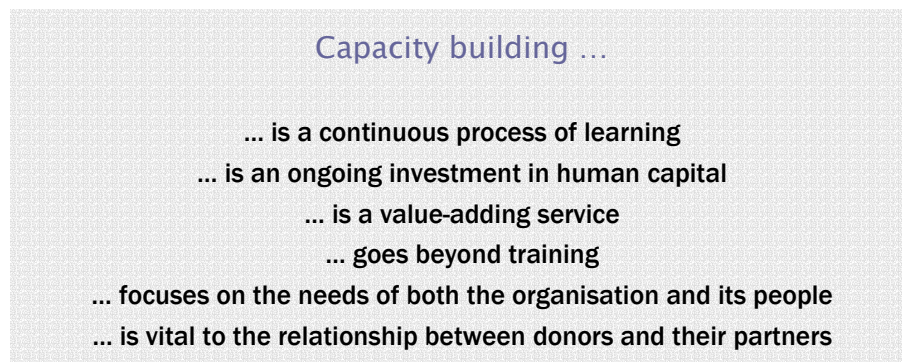 Capacity building …
… is a continuous process of learning
… is an ongoing investment in human capital
… is a value-adding service
… goes beyond training
… focuses on the needs of both the organisation and its people
… is vital to the relationship between donors and their partners